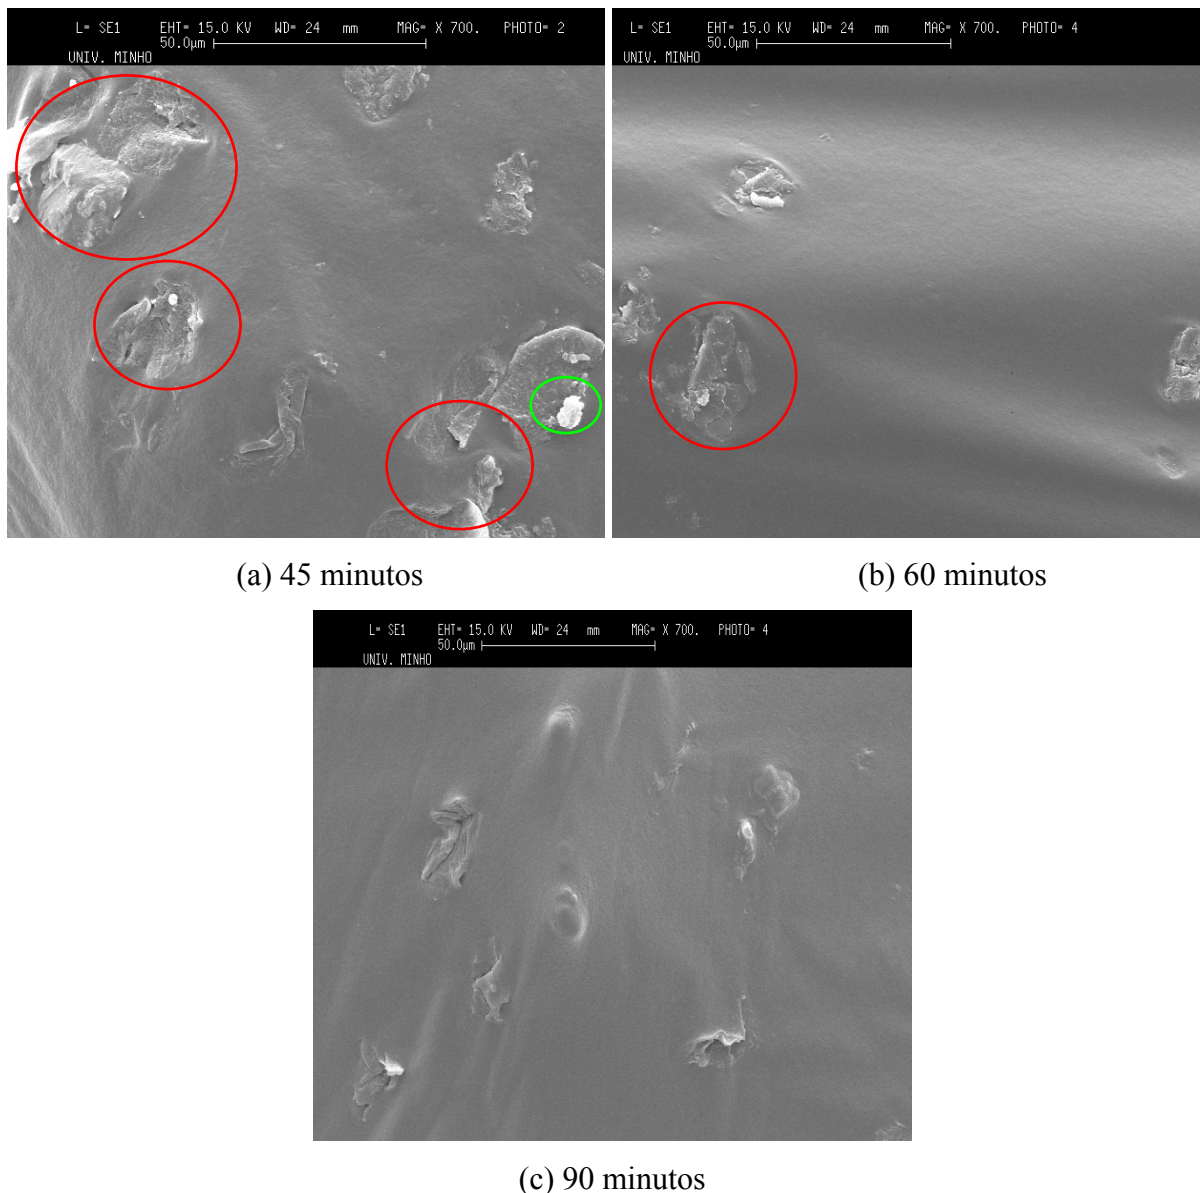 L= SE1 EHT= 15.0 KV WD= 24 mm MAG= X 700. PHOTO= 2
50.0µm
UNIV. MINHO
L= SE1 EHT= 15.0 KV WD= 24 mm MAG= X 700. PHOTO= 4
50.0µm
UNIV. MINHO
(a) 45 minutos
(b) 60 minutos
L= SE1 EHT= 15.0 KV WD= 24 mm MAG= X 700. PHOTO= 4
50.0µm
UNIV. MINHO
(c) 90 minutos